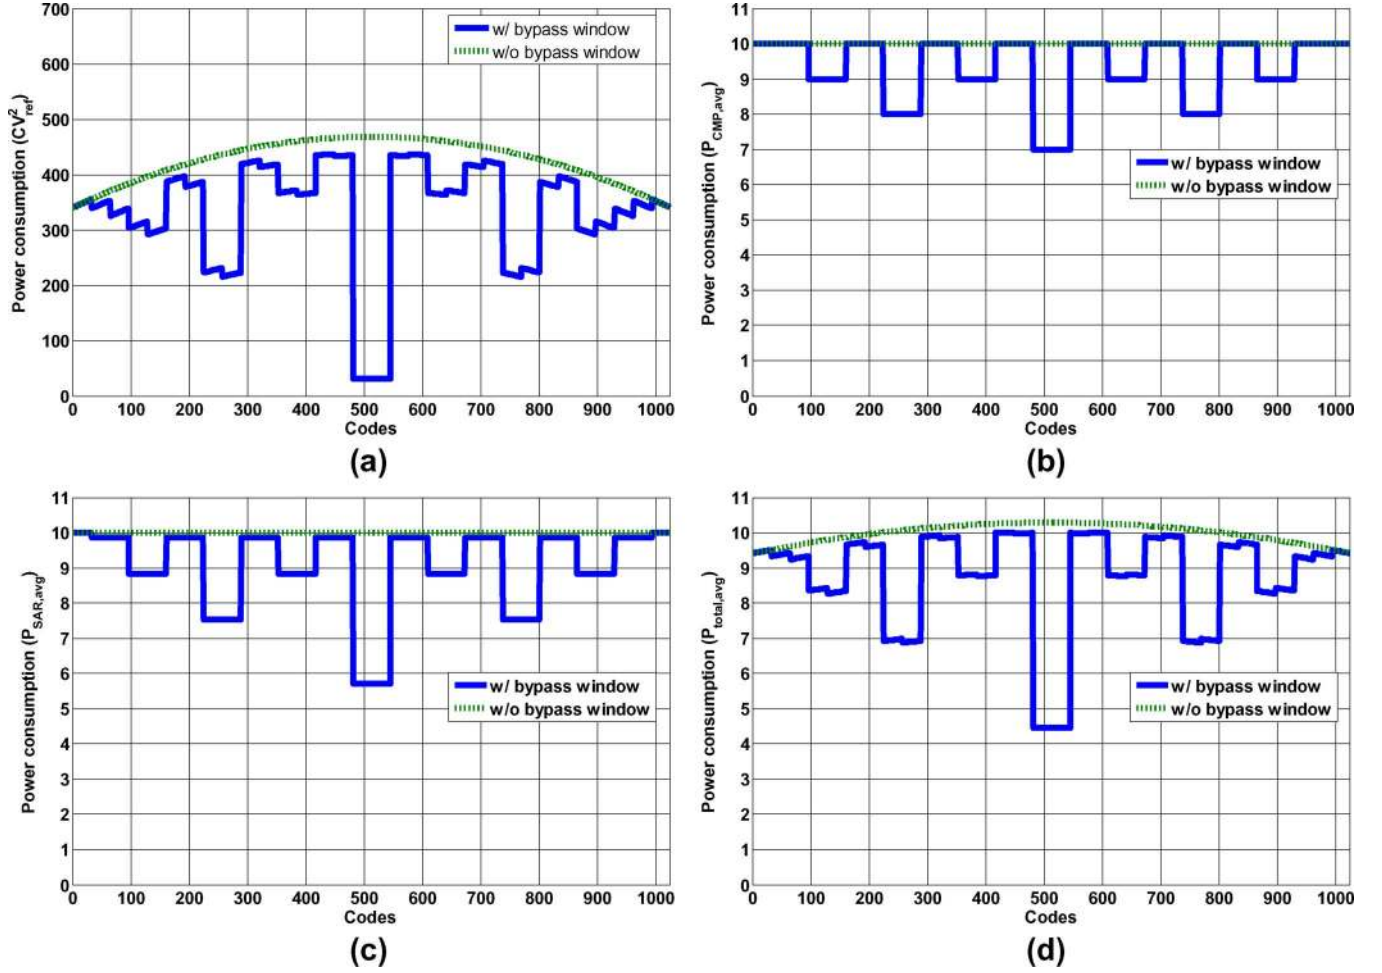 w/ bypass window
w/o bypass window
700
600
500
400
300
200
100
0
Power consumption (CV²ref)
0 100 200 300 400 500 600 700 800 900 1000
Codes
(a)
11
10
9
8
7
6
5
4
3
2
1
0
Power consumption (P_CMP,avg)
w/ bypass window
w/o bypass window
0 100 200 300 400 500 600 700 800 900 1000
Codes
(b)
11
10
9
8
7
6
5
4
3
2
1
0
Power consumption (P_SAR,avg)
w/ bypass window
w/o bypass window
0 100 200 300 400 500 600 700 800 900 1000
Codes
(c)
11
10
9
8
7
6
5
4
3
2
1
0
Power consumption (P_total,avg)
w/ bypass window
w/o bypass window
0 100 200 300 400 500 600 700 800 900 1000
Codes
(d)